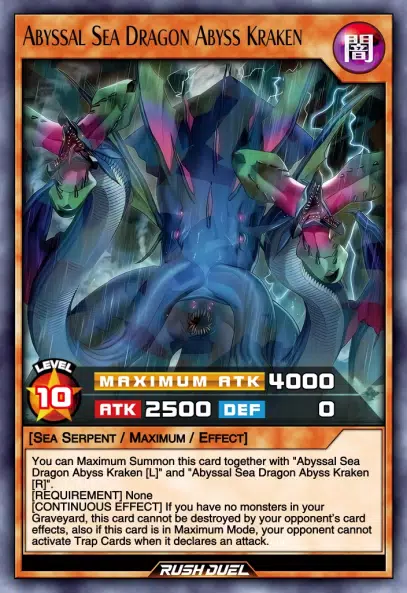 Abyssal Sea Dragon Abyss Kraken
闇
LEVEL
10
MAXIMUM ATK 4000
ATK 2500 DEF 0
[Sea Serpent / Maximum / Effect]
You can Maximum Summon this card together with "Abyssal Sea
Dragon Abyss Kraken [L]" and "Abyssal Sea Dragon Abyss Kraken
[R]".
[REQUIREMENT] None
[CONTINUOUS EFFECT] If you have no monsters in your
Graveyard, this card cannot be destroyed by your opponent's card
effects, also if this card is in Maximum Mode, your opponent cannot
activate Trap Cards when it declares an attack.
RUSH DUEL